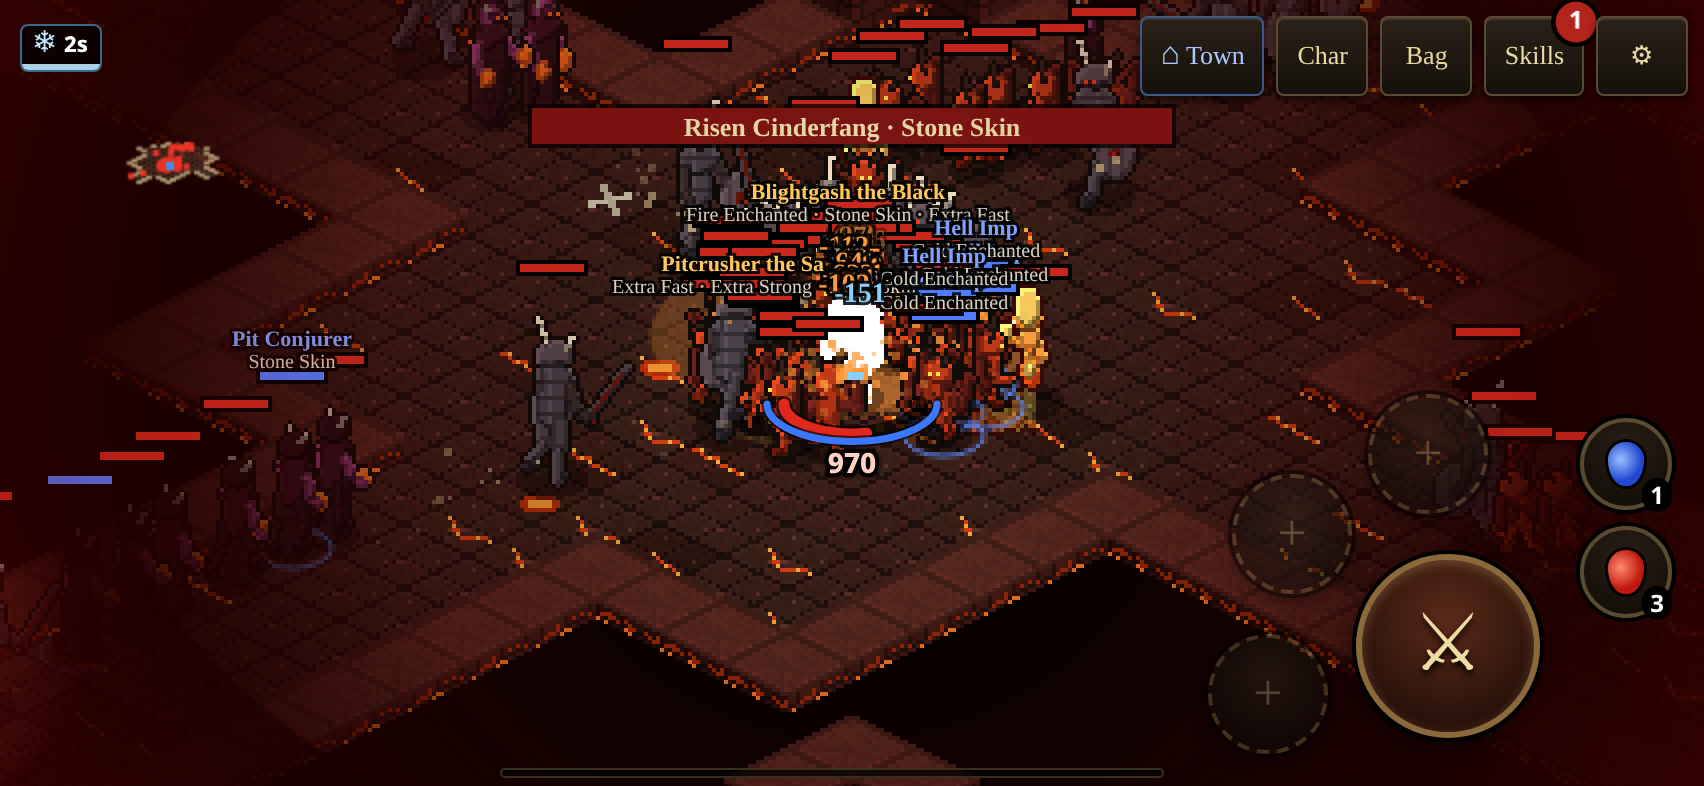 2s
Town
Char
Bag
Skills
1
Risen Cinderfang · Stone Skin
Blightgash the Black
Fire Enchanted · Stone Skin · Extra Fast
Hell Imp
Hell Imp
Pitcrusher the Sa
Cold Enchanted
Extra Fast · Extra Strong
-151
Cold Enchanted
Pit Conjurer
Stone Skin
970
1
3